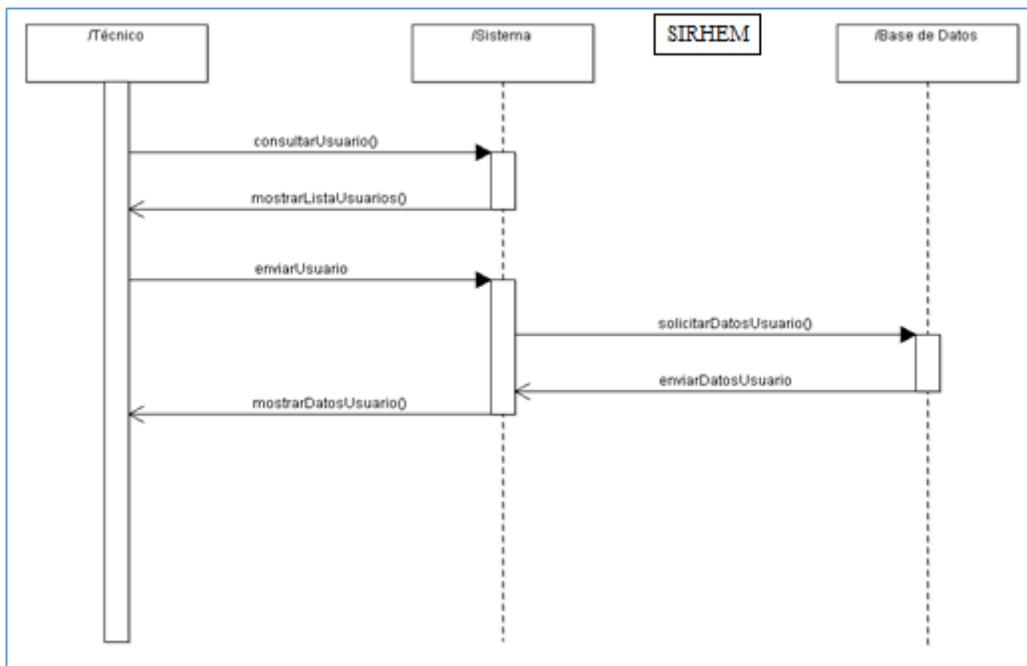 /Técnico
/Sistema
SIRHEM
/Base de Datos
consultarUsuario()
mostrarListaUsuarios()
enviarUsuario
solicitarDatosUsuario()
enviarDatosUsuario
mostrarDatosUsuario()